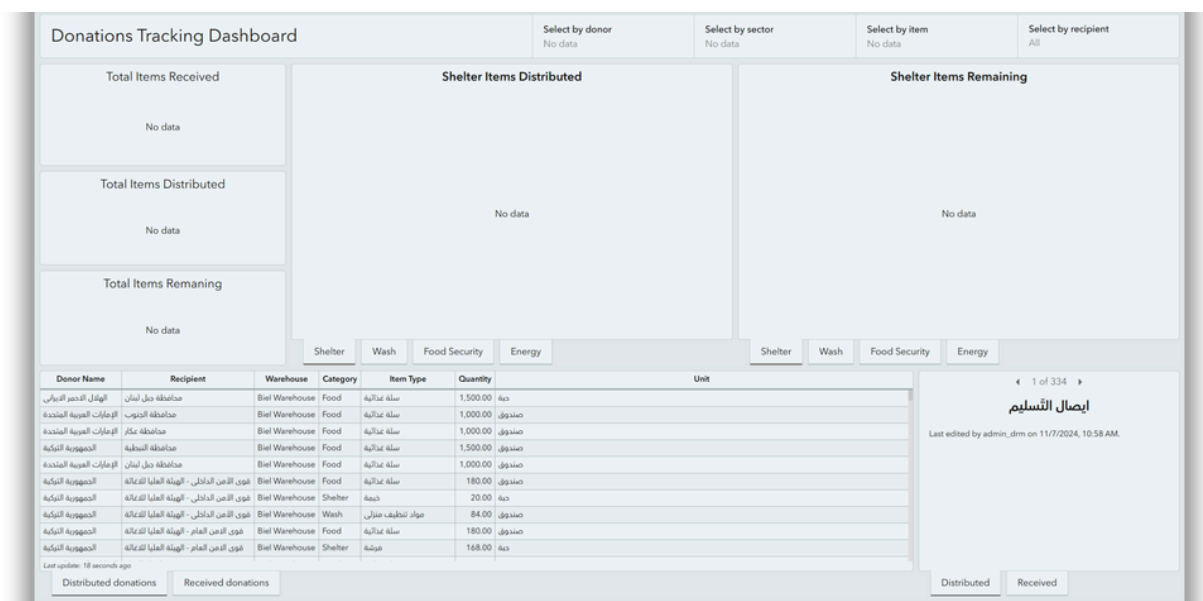 Donations Tracking Dashboard
Select by donor
No data
Select by sector
No data
Select by item
No data
Select by recipient
All
Total Items Received
No data
Total Items Distributed
No data
Total Items Remaning
No data
Shelter Items Distributed
No data
Shelter Wash Food Security Energy
Shelter Items Remaining
No data
Shelter Wash Food Security Energy
Donor Name Recipient Warehouse Category Item Type Quantity Unit
الهلال الاحمر الايرانى محافظة جبل لبنان Biel Warehouse Food سلة غذائية 1,500.00 حبة
الإمارات العربية المتحدة محافظة الجنوب Biel Warehouse Food سلة غذائية 1,000.00 صندوق
الإمارات العربية المتحدة محافظة عكار Biel Warehouse Food سلة غذائية 1,000.00 صندوق
الجمهورية التركية محافظة النبطية Biel Warehouse Food سلة غذائية 1,500.00 صندوق
الإمارات العربية المتحدة محافظة جبل لبنان Biel Warehouse Food سلة غذائية 1,000.00 صندوق
الجمهورية التركية قوى الأمن الداخلى - الهيئة العليا للاغاثة Biel Warehouse Food سلة غذائية 180.00 صندوق
الجمهورية التركية قوى الأمن الداخلى - الهيئة العليا للاغاثة Biel Warehouse Shelter خيمة 20.00 حبة
الجمهورية التركية قوى الأمن الداخلى - الهيئة العليا للاغاثة Biel Warehouse Wash مواد تنظيف منزلى 84.00 صندوق
الجمهورية التركية قوى الامن العام - الهيئة العليا للاغاثة Biel Warehouse Food سلة غذائية 180.00 صندوق
الجمهورية التركية قوى الامن العام - الهيئة العليا للاغاثة Biel Warehouse Shelter فرشة 168.00 حبة
Last update: 18 seconds ago
Distributed donations Received donations
1 of 334
ايصال التَّسليم
Last edited by admin_drm on 11/7/2024, 10:58 AM.
Distributed Received